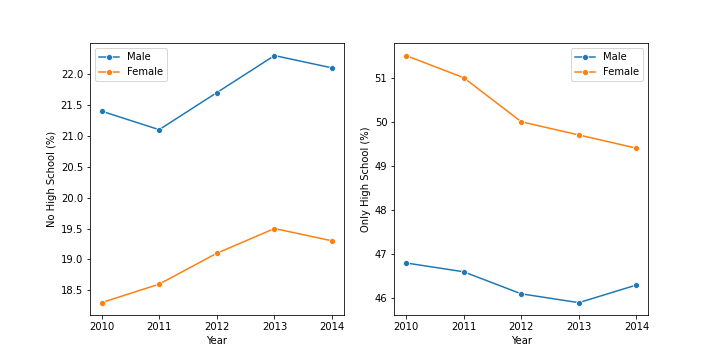 Male
Female
No High School (%)
22.0
21.5
21.0
20.5
20.0
19.5
19.0
18.5
2010 2011 2012 2013 2014
Year
Male
Female
Only High School (%)
51
50
49
48
47
46
2010 2011 2012 2013 2014
Year